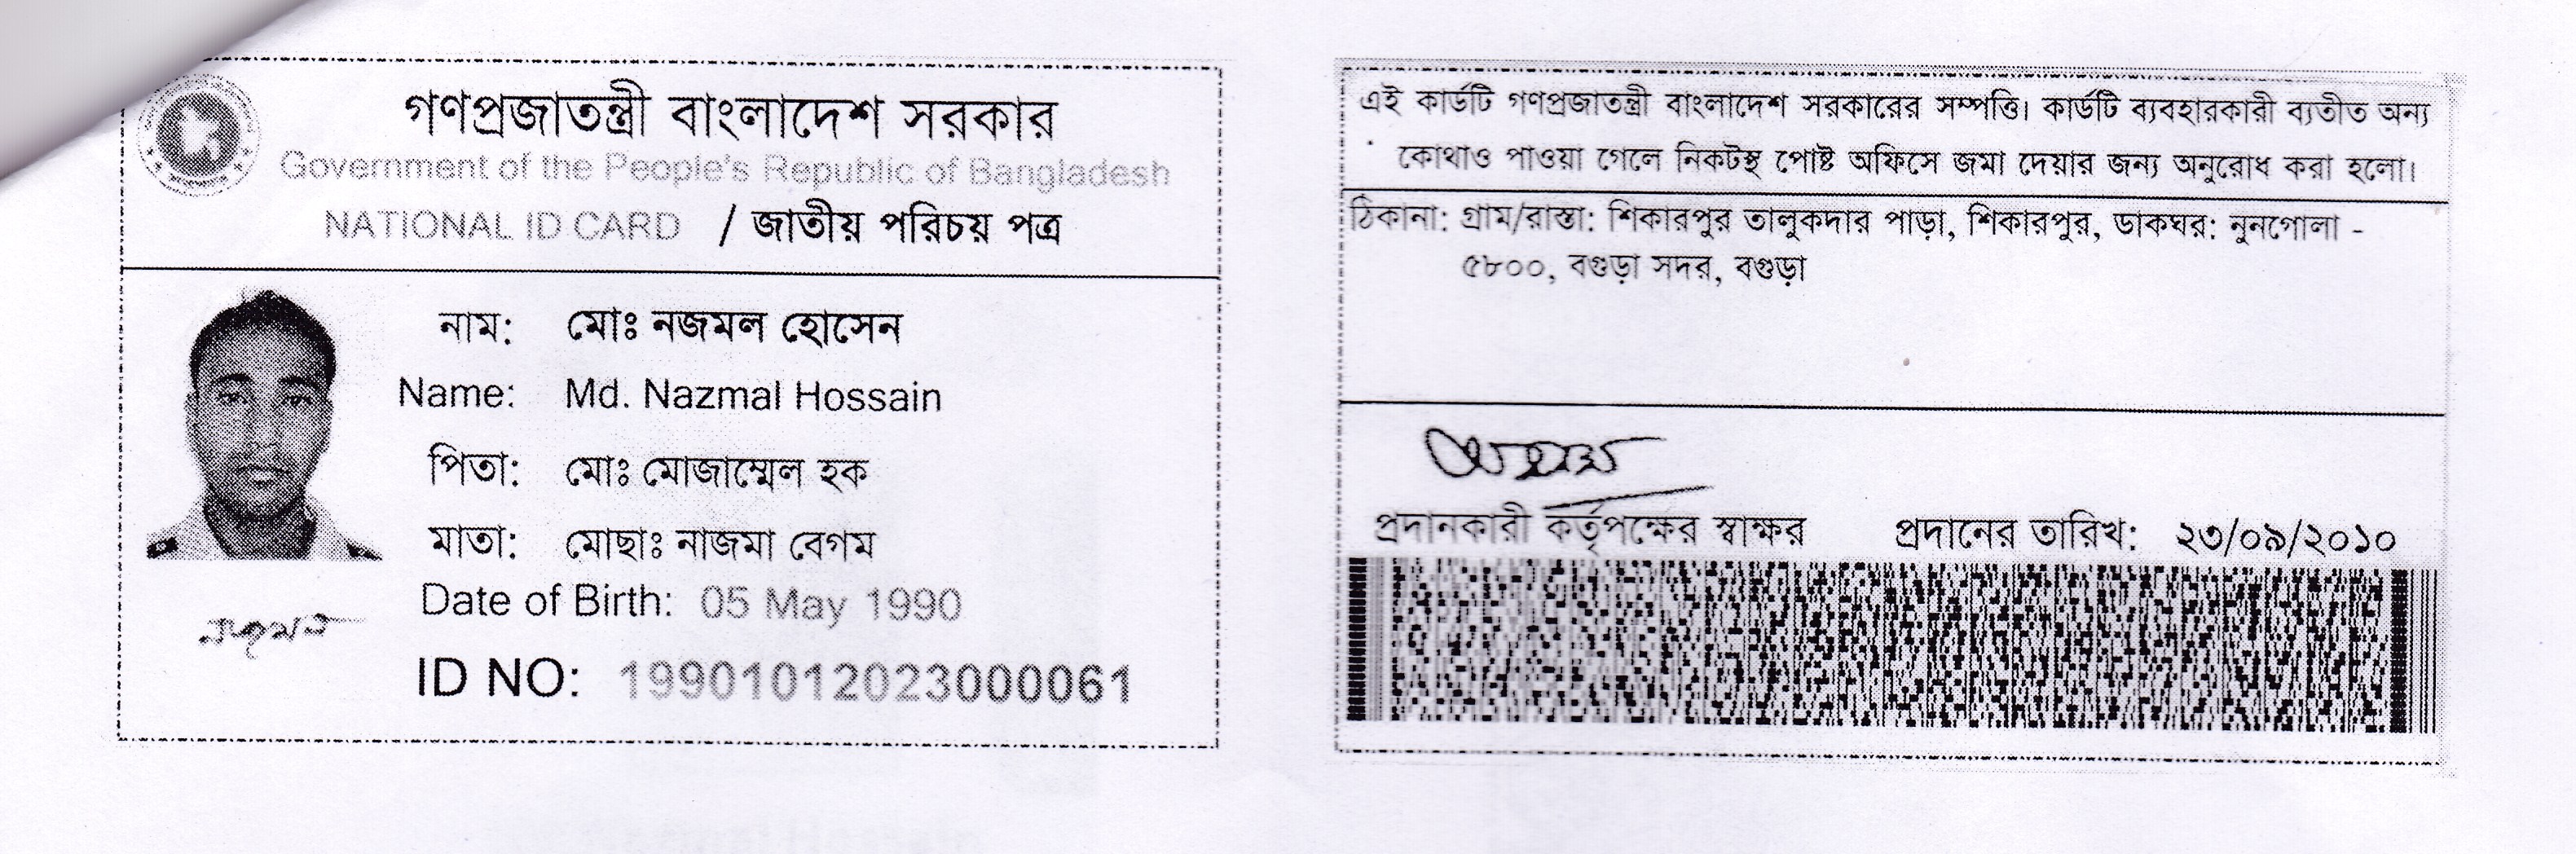 গণপ্রজাতন্ত্রী বাংলাদেশ সরকার
Government of the People's Republic of Bangladesh
NATIONAL ID CARD / জাতীয় পরিচয় পত্র
নাম: মোঃ নজমল হোসেন
Name: Md. Nazmal Hossain
পিতা: মোঃ মোজাম্মেল হক
মাতা: মোছাঃ নাজমা বেগম
Date of Birth: 05 May 1990
ID NO: 19901012023000061
এই কার্ডটি গণপ্রজাতন্ত্রী বাংলাদেশ সরকারের সম্পত্তি। কার্ডটি ব্যবহারকারী ব্যতীত অন্য
কোথাও পাওয়া গেলে নিকটস্থ পোষ্ট অফিসে জমা দেয়ার জন্য অনুরোধ করা হলো।
ঠিকানা: গ্রাম/রাস্তা: শিকারপুর তালুকদার পাড়া, শিকারপুর, ডাকঘর: নুনগোলা -
৫৮০০, বগুড়া সদর, বগুড়া
প্রদানকারী কর্তৃপক্ষের স্বাক্ষর প্রদানের তারিখ: ২৩/০৯/২০১০